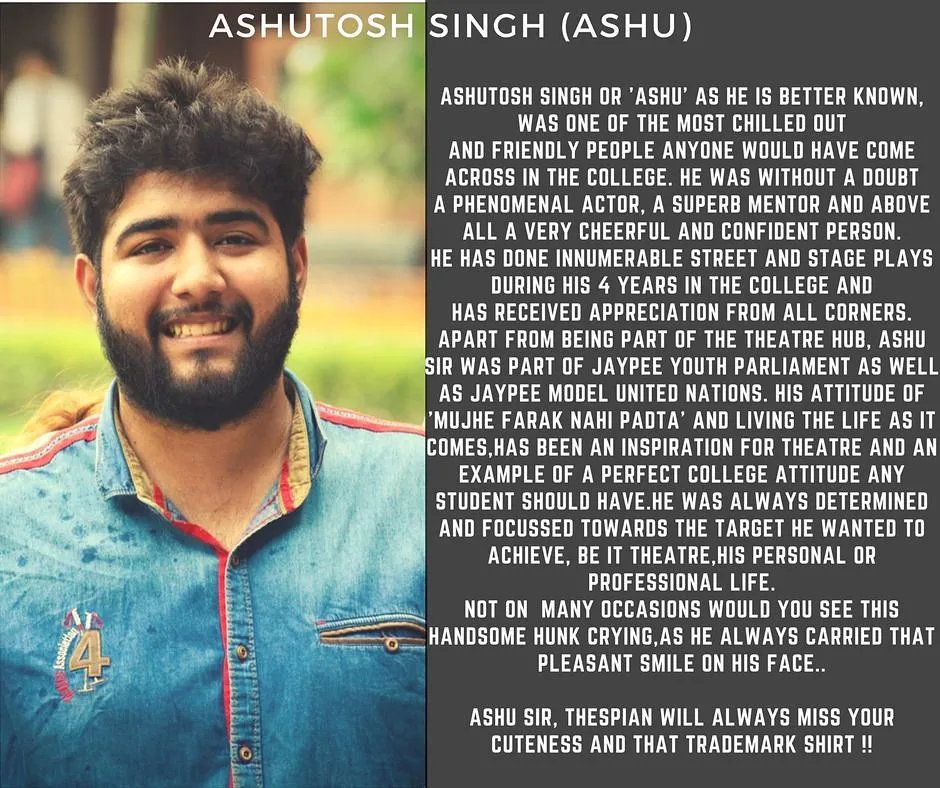 ASHUTOSH SINGH (ASHU)
ASHUTOSH SINGH OR 'ASHU' AS HE IS BETTER KNOWN,
WAS ONE OF THE MOST CHILLED OUT
AND FRIENDLY PEOPLE ANYONE WOULD HAVE COME
ACROSS IN THE COLLEGE. HE WAS WITHOUT A DOUBT
A PHENOMENAL ACTOR, A SUPERB MENTOR AND ABOVE
ALL A VERY CHEERFUL AND CONFIDENT PERSON.
HE HAS DONE INNUMERABLE STREET AND STAGE PLAYS
DURING HIS 4 YEARS IN THE COLLEGE AND
HAS RECEIVED APPRECIATION FROM ALL CORNERS.
APART FROM BEING PART OF THE THEATRE HUB, ASHU
SIR WAS PART OF JAYPEE YOUTH PARLIAMENT AS WELL
AS JAYPEE MODEL UNITED NATIONS. HIS ATTITUDE OF
'MUJHE FARAK NAHI PADTA' AND LIVING THE LIFE AS IT
COMES,HAS BEEN AN INSPIRATION FOR THEATRE AND AN
EXAMPLE OF A PERFECT COLLEGE ATTITUDE ANY
STUDENT SHOULD HAVE.HE WAS ALWAYS DETERMINED
AND FOCUSSED TOWARDS THE TARGET HE WANTED TO
ACHIEVE, BE IT THEATRE,HIS PERSONAL OR
PROFESSIONAL LIFE.
NOT ON MANY OCCASIONS WOULD YOU SEE THIS
HANDSOME HUNK CRYING,AS HE ALWAYS CARRIED THAT
PLEASANT SMILE ON HIS FACE..
ASHU SIR, THESPIAN WILL ALWAYS MISS YOUR
CUTENESS AND THAT TRADEMARK SHIRT !!
Association
4